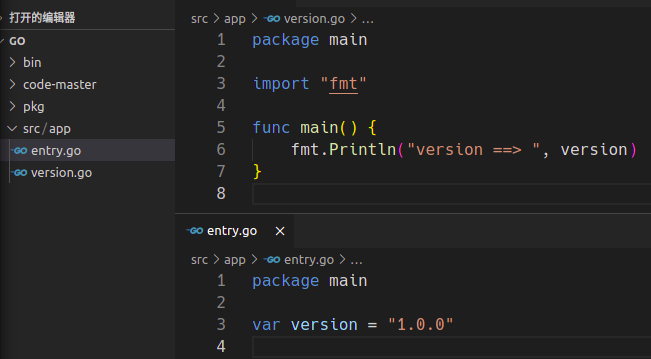 打开的编辑器
GO
bin
code-master
pkg
src/app
GO entry.go
GO version.go
src > app > GO version.go > ...
1 package main
2
3 import "fmt"
4
5 func main() {
6 fmt.Println("version ==> ", version)
7 }
8
GO entry.go ×
src > app > GO entry.go > ...
1 package main
2
3 var version = "1.0.0"
4